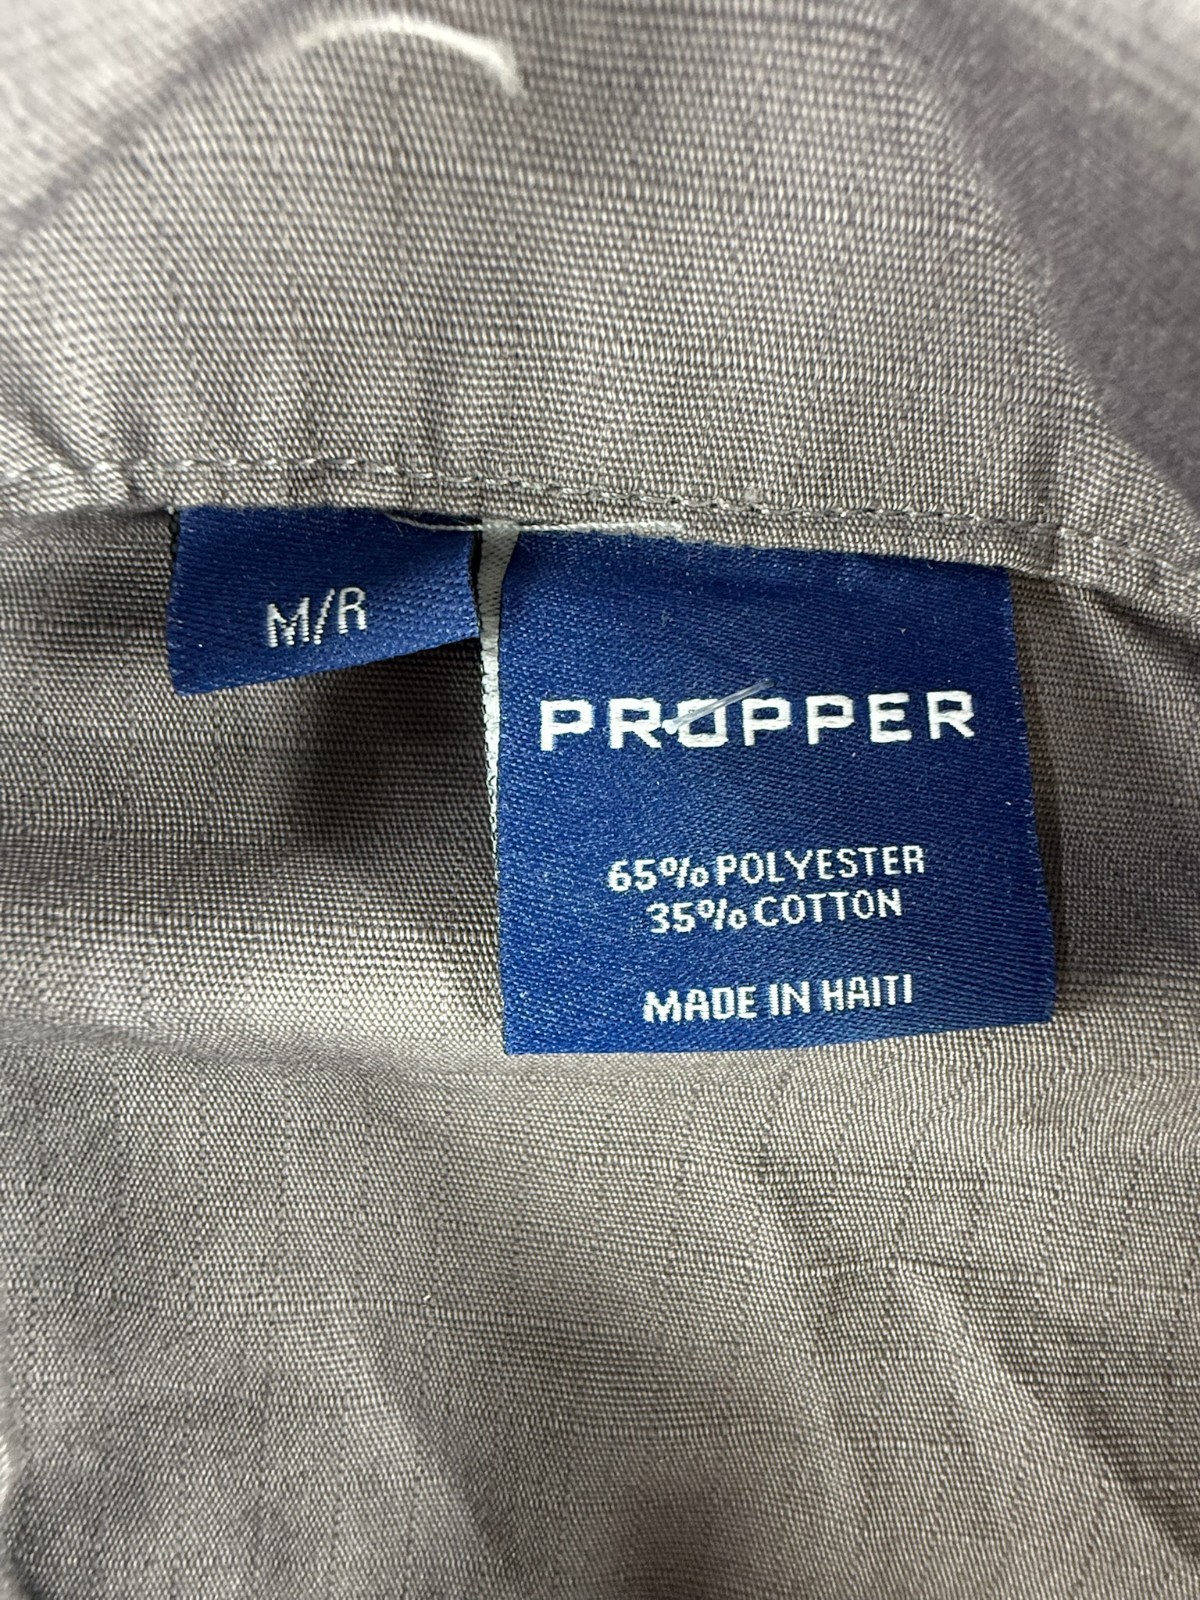 M/R
PROPPER
65% POLYESTER
35% COTTON
MADE IN HAITI